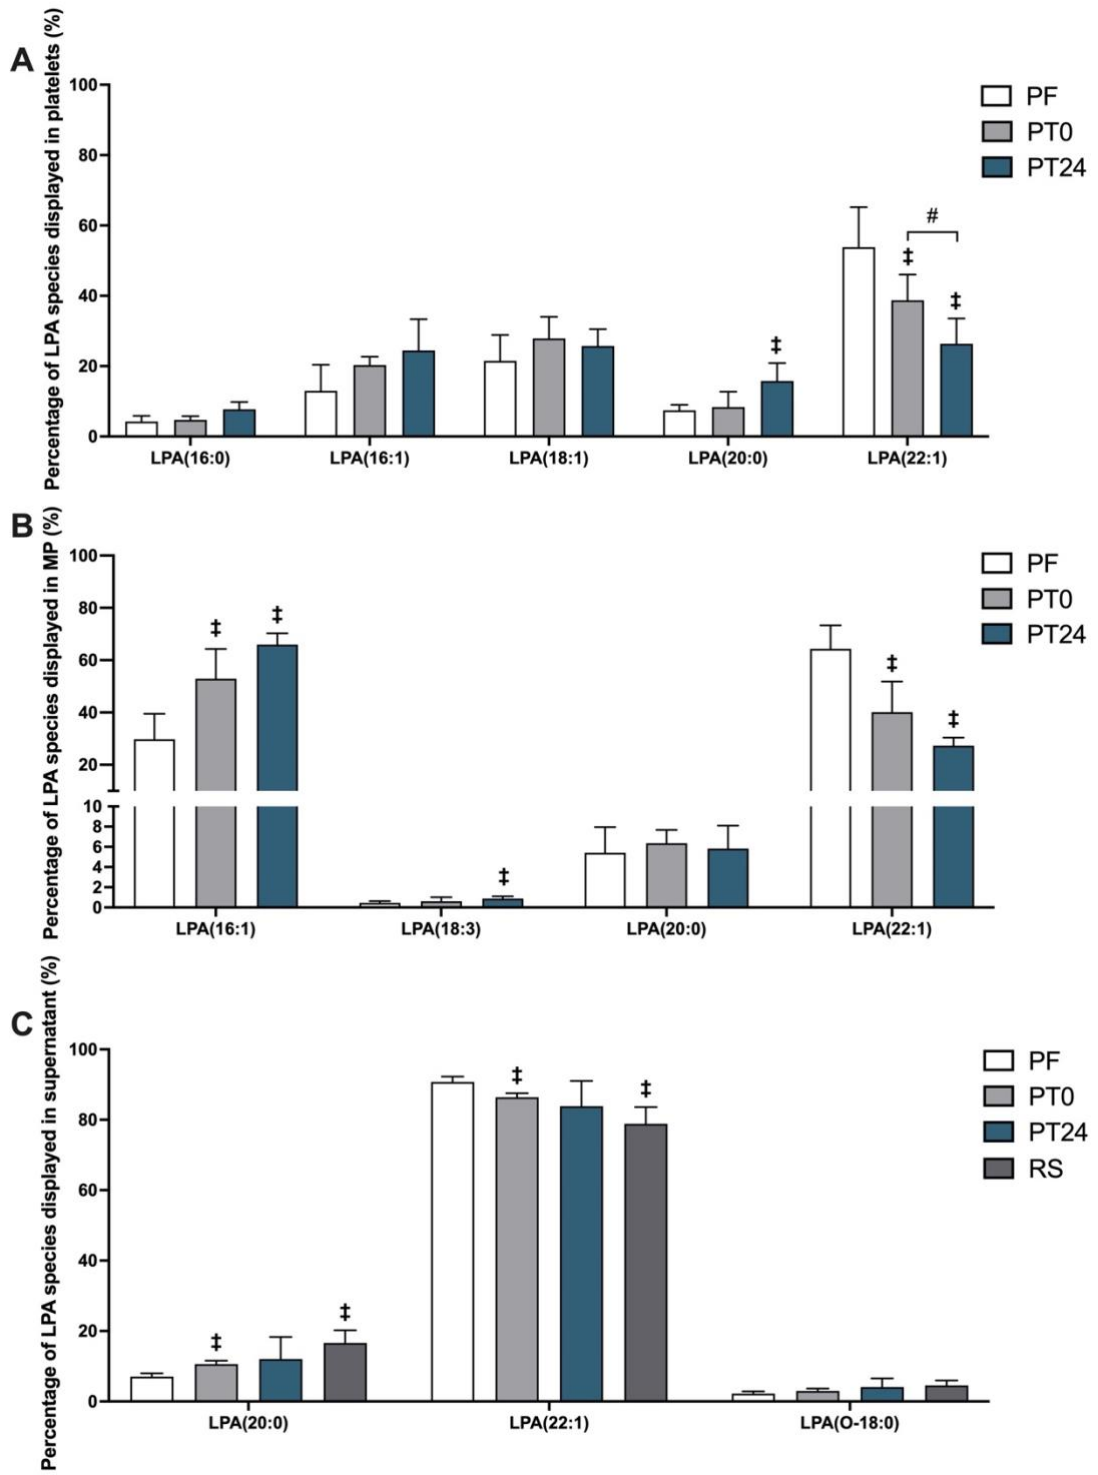 A
Percentage of LPA species displayed in platelets (%)
100
80
60
40
20
0
‡
‡
‡
#
LPA(16:0) LPA(16:1) LPA(18:1) LPA(20:0) LPA(22:1)
PF
PT0
PT24
B
Percentage of LPA species displayed in MP (%)
100
80
60
40
20
10
8
6
4
2
0
‡
‡
‡
‡
‡
LPA(16:1) LPA(18:3) LPA(20:0) LPA(22:1)
PF
PT0
PT24
C
Percentage of LPA species displayed in supernatant (%)
100
80
60
40
20
0
‡
‡
‡
‡
LPA(20:0) LPA(22:1) LPA(O-18:0)
PF
PT0
PT24
RS